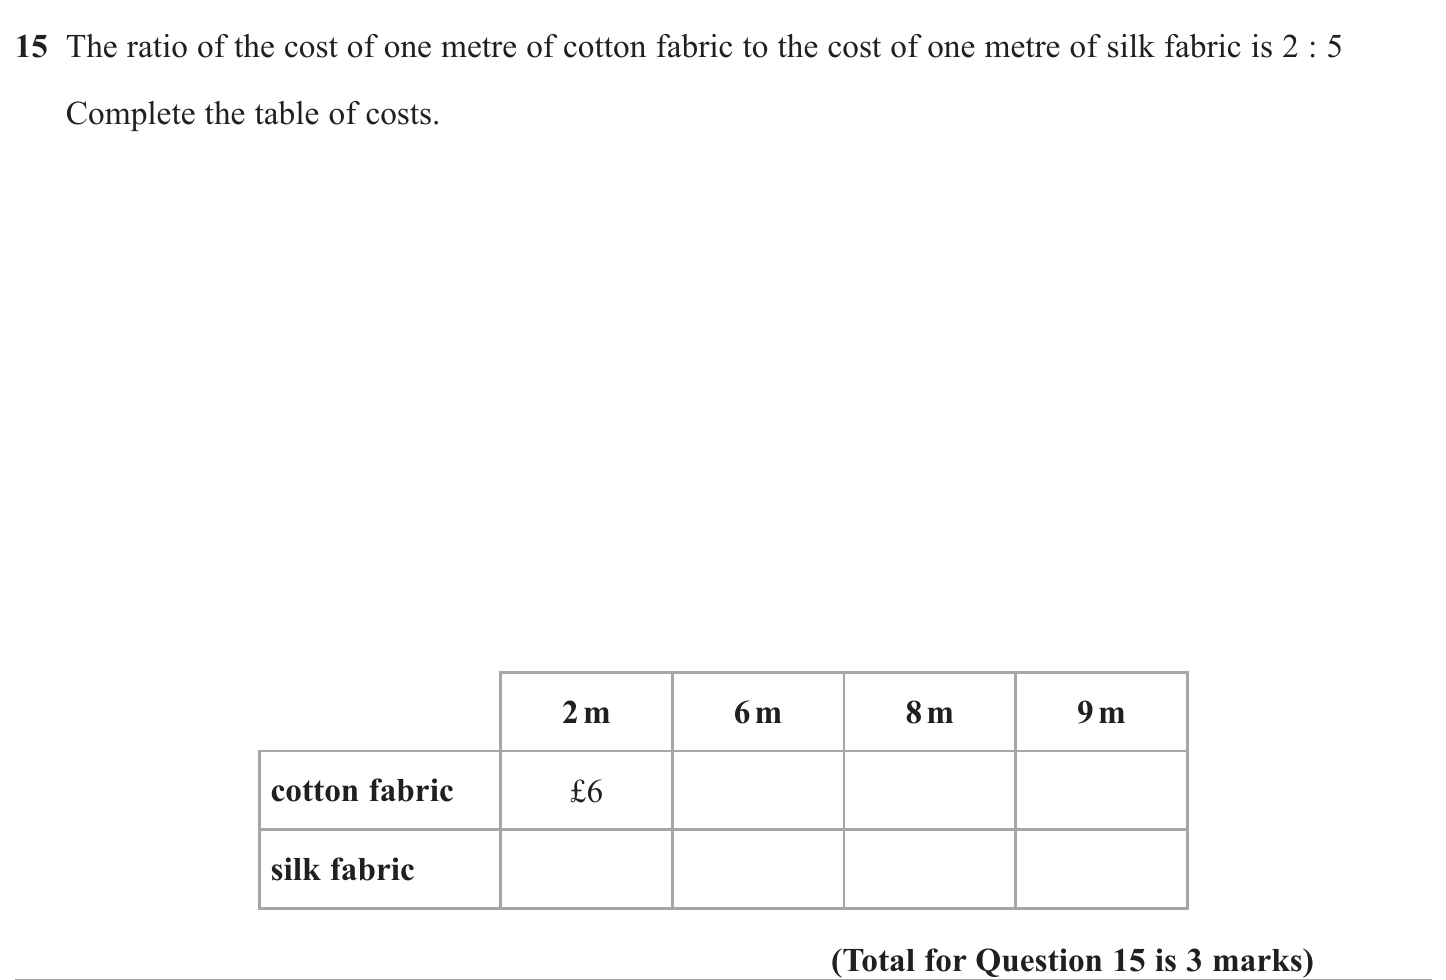 15 The ratio of the cost of one metre of cotton fabric to the cost of one metre of silk fabric is 2 : 5
Complete the table of costs.
2 m 6 m 8 m 9 m
cotton fabric £6
silk fabric
(Total for Question 15 is 3 marks)